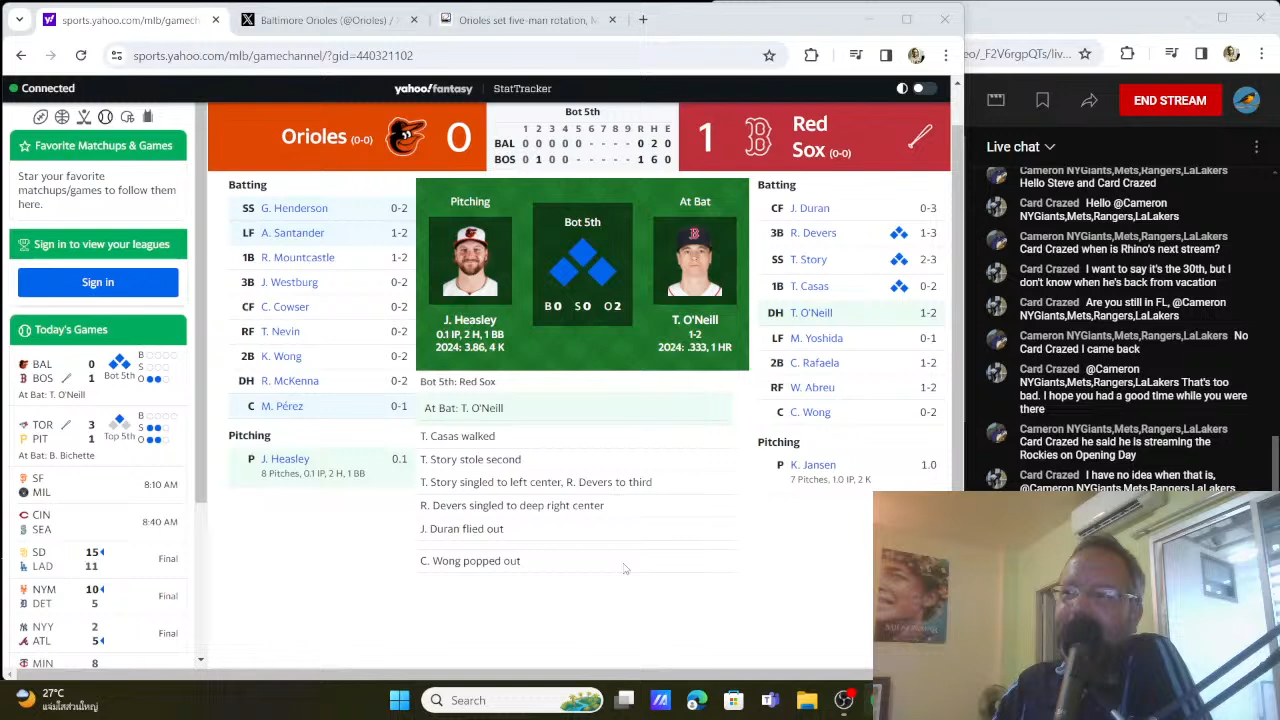 sports.yahoo.com/mlb/gamech
Baltimore Orioles (@Orioles) /
Orioles set five-man rotation, M
sports.yahoo.com/mlb/gamechannel/?gid=440321102
eo/_F2V6rgpQTs/liv
Connected
yahoo!fantasy
StatTracker
END STREAM
Live chat
Favorite Matchups & Games
Star your favorite
matchups/games to follow them
here.
Sign in to view your leagues
Sign in
Today's Games
BAL 0
BOS 1
Bot 5th
B
S
O
At Bat: T. O'Neill
TOR 3
PIT 1
Top 5th
B
S
O
At Bat: B. Bichette
SF
MIL
8:10 AM
CIN
SEA
8:40 AM
SD 15
LAD 11
Final
NYM 10
DET 5
Final
NYY 2
ATL 5
Final
MIN 8
Orioles (0-0) 0
Bot 5th
1 2 3 4 5 6 7 8 9 R H E
BAL 0 0 0 0 0 - - - - 0 2 0
BOS 0 1 0 0 0 - - - - 1 6 0
1 Red
Sox (0-0)
Batting
SS G. Henderson 0-2
LF A. Santander 1-2
1B R. Mountcastle 1-2
3B J. Westburg 0-2
CF C. Cowser 0-2
RF T. Nevin 0-2
2B K. Wong 0-2
DH R. McKenna 0-2
C M. Pérez 0-1
Pitching
P J. Heasley 0.1
8 Pitches, 0.1 IP, 2 H, 1 BB
Pitching
J. Heasley
0.1 IP, 2 H, 1 BB
2024: 3.86, 4 K
Bot 5th
B 0 S 0 O 2
At Bat
T. O'Neill
1-2
2024: .333, 1 HR
Bot 5th: Red Sox
At Bat: T. O'Neill
T. Casas walked
T. Story stole second
T. Story singled to left center, R. Devers to third
R. Devers singled to deep right center
J. Duran flied out
C. Wong popped out
Batting
CF J. Duran 0-3
3B R. Devers 1-3
SS T. Story 2-3
1B T. Casas 0-2
DH T. O'Neill 1-2
LF M. Yoshida 0-1
2B C. Rafaela 1-2
RF W. Abreu 1-2
C C. Wong 0-2
Pitching
P K. Jansen 1.0
7 Pitches, 1.0 IP, 2 K
Cameron NYGiants,Mets,Rangers,LaLakers
Hello Steve and Card Crazed
Card Crazed Hello @Cameron
NYGiants,Mets,Rangers,LaLakers
Cameron NYGiants,Mets,Rangers,LaLakers
Card Crazed when is Rhino's next stream?
Card Crazed I want to say it's the 30th, but I
don't know when he's back from vacation
Card Crazed Are you still in FL, @Cameron
NYGiants,Mets,Rangers,LaLakers
Cameron NYGiants,Mets,Rangers,LaLakers No
Card Crazed I came back
Card Crazed @Cameron
NYGiants,Mets,Rangers,LaLakers That's too
bad. I hope you had a good time while you were
there
Cameron NYGiants,Mets,Rangers,LaLakers
Card Crazed he said he is streaming the
Rockies on Opening Day
Card Crazed I have no idea when that is,
@Cameron NYGiants,Mets,Rangers,LaLakers
27°C
Search